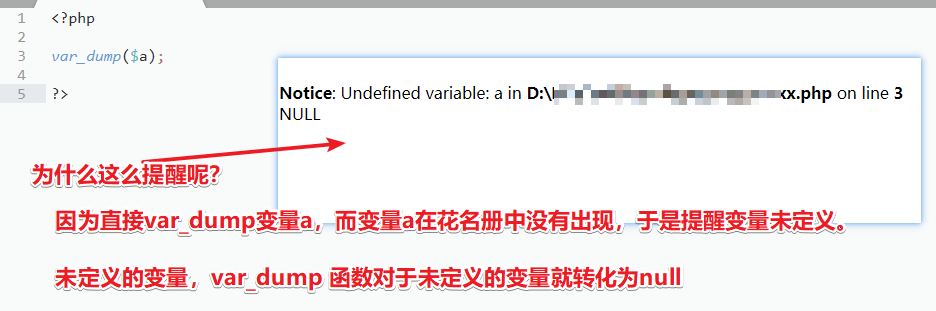 1 <?php
2
3 var_dump($a);
4
5 ?>
Notice: Undefined variable: a in D:\ xx.php on line 3
NULL
为什么这么提醒呢？
因为直接var_dump变量a，而变量a在花名册中没有出现，于是提醒变量未定义。
未定义的变量，var_dump 函数对于未定义的变量就转化为null